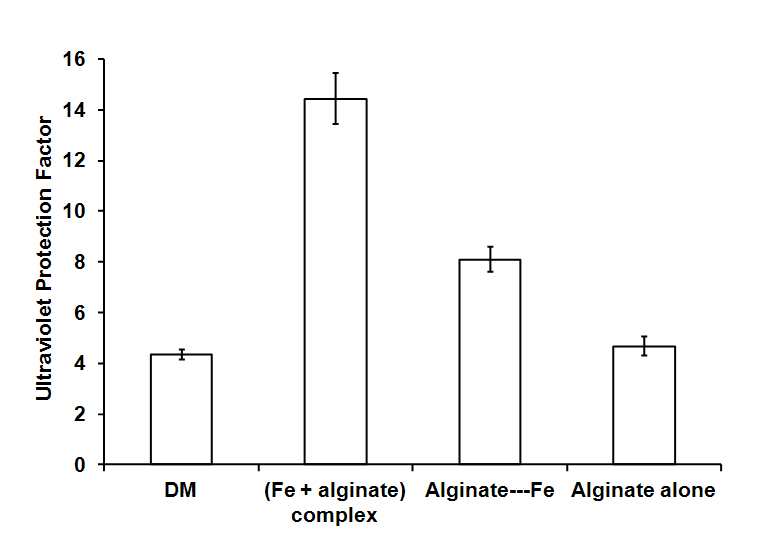 Ultraviolet Protection Factor
16
14
12
10
8
6
4
2
0
DM
(Fe + alginate)
complex
Alginate---Fe
Alginate alone